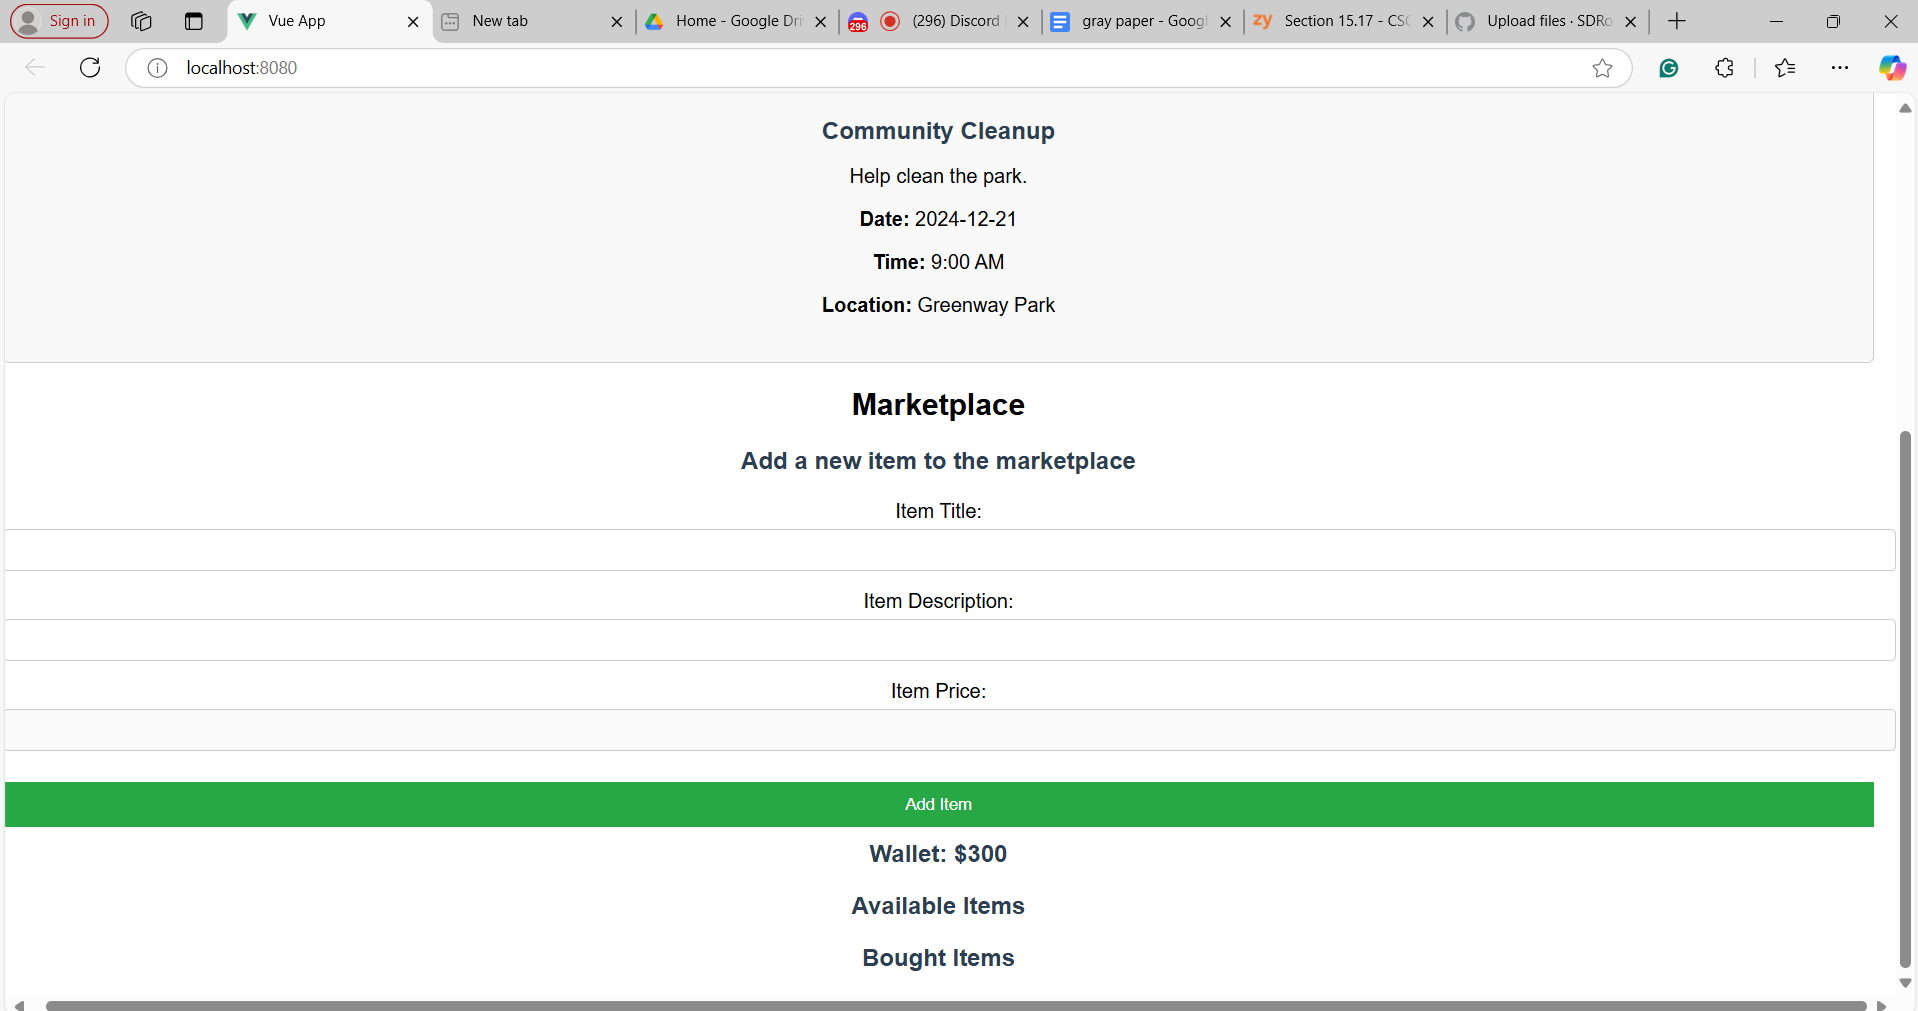 Sign in
Vue App
New tab
Home - Google Dri
296
(296) Discord
gray paper - Googl
zy
Section 15.17 - CSC
Upload files · SDRo
localhost:8080
Community Cleanup
Help clean the park.
Date: 2024-12-21
Time: 9:00 AM
Location: Greenway Park
Marketplace
Add a new item to the marketplace
Item Title:
Item Description:
Item Price:
Add Item
Wallet: $300
Available Items
Bought Items